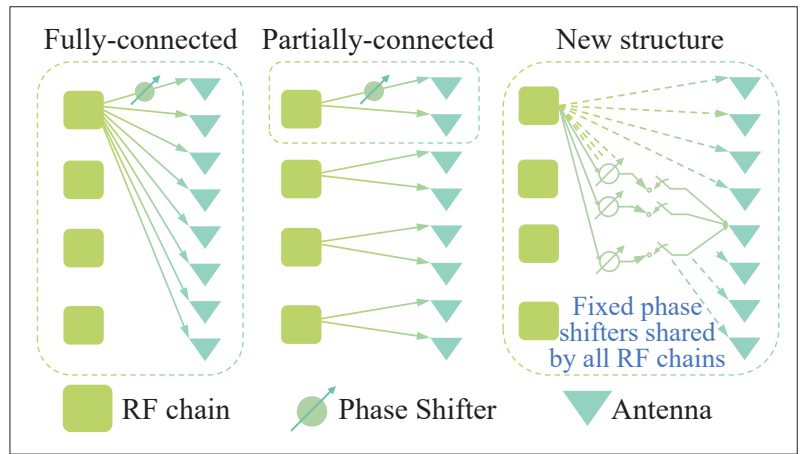 Fully-connected
Partially-connected
New structure
Fixed phase
shifters shared
by all RF chains
RF chain
Phase Shifter
Antenna